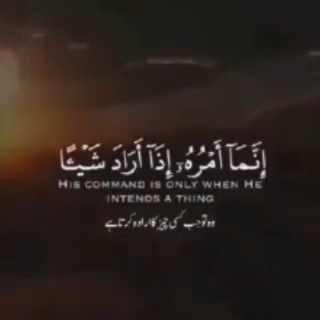 إِنَّمَآ أَمْرُهُۥٓ إِذَآ أَرَادَ شَيْـًٔا
HIS COMMAND IS ONLY WHEN HE
INTENDS A THING
وہ تو جب کسی چیز کا ارادہ کرتا ہے